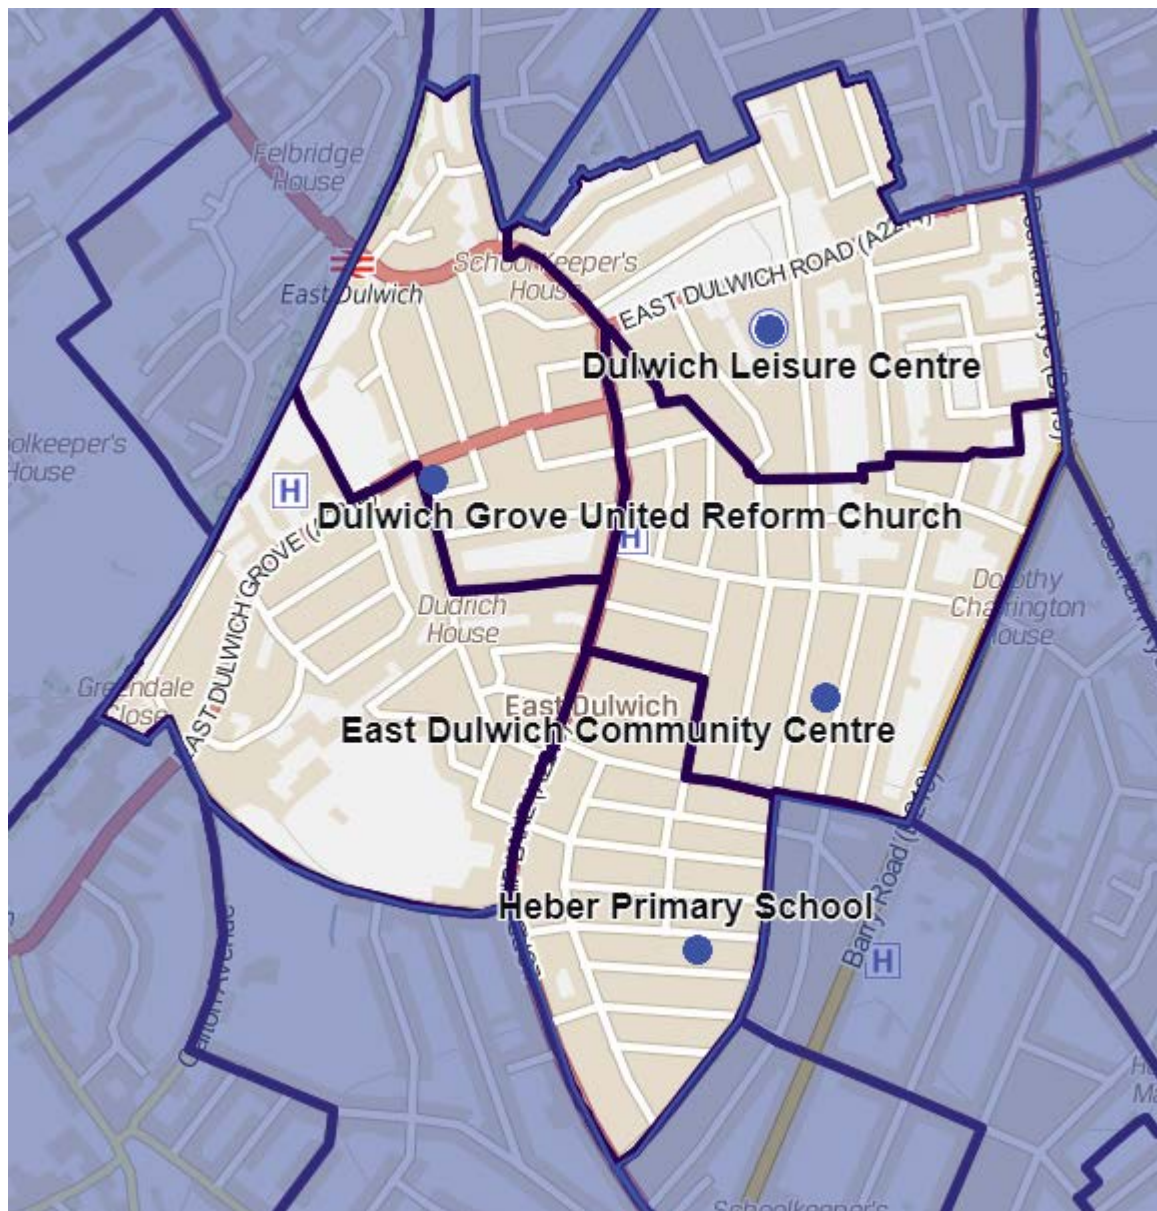 Felbridge
House
SchoolKeeper's
House
East Dulwich
EAST DULWICH ROAD (A2214)
Dulwich Leisure Centre
House
H
Dulwich Grove United Reform Church
H
EAST DULWICH GROVE
Dudrich
House
Dorothy
Charrington
House
Greendale
Close
East Dulwich
East Dulwich Community Centre
Heber Primary School
Barry Road
H
Calton Avenue
Schoolkeeper's